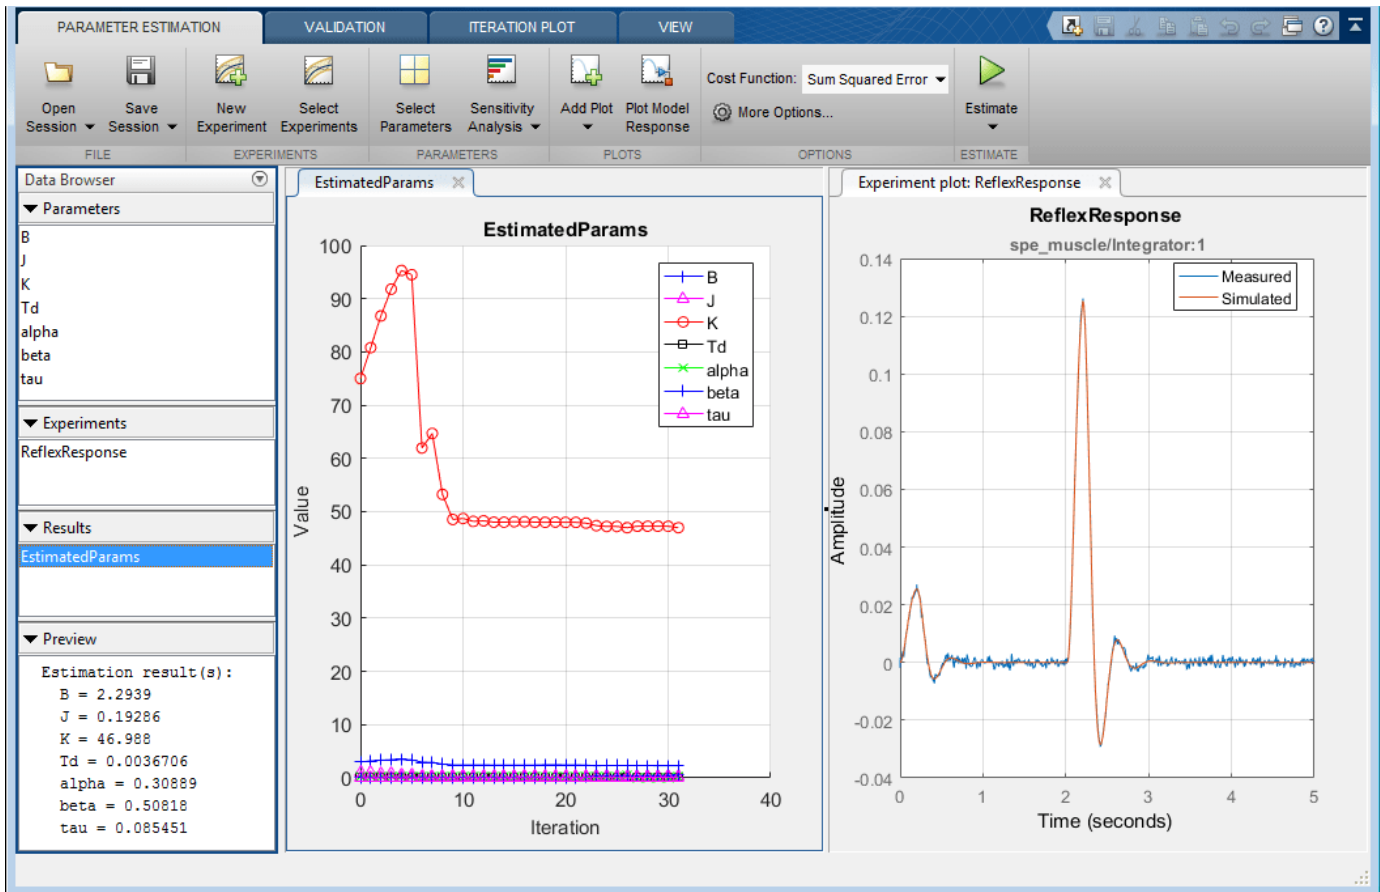 PARAMETER ESTIMATION
VALIDATION
ITERATION PLOT
VIEW
Open Session
Save Session
New Experiment
Select Experiments
Select Parameters
Sensitivity Analysis
Add Plot
Plot Model Response
Cost Function: Sum Squared Error
More Options...
Estimate
FILE
EXPERIMENTS
PARAMETERS
PLOTS
OPTIONS
ESTIMATE
Data Browser
Parameters
B
J
K
Td
alpha
beta
tau
Experiments
ReflexResponse
Results
EstimatedParams
Preview
Estimation result(s):
B = 2.2939
J = 0.19286
K = 46.988
Td = 0.0036706
alpha = 0.30889
beta = 0.50818
tau = 0.085451
EstimatedParams
EstimatedParams
100
90
80
70
60
50
40
30
20
10
0
Value
0 10 20 30 40
Iteration
B
J
K
Td
alpha
beta
tau
Experiment plot: ReflexResponse
ReflexResponse
spe_muscle/Integrator:1
0.14
0.12
0.1
0.08
0.06
0.04
0.02
0
-0.02
-0.04
Amplitude
0 1 2 3 4 5
Time (seconds)
Measured
Simulated